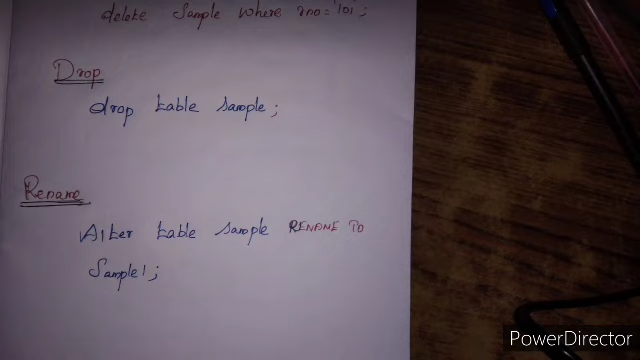 delete Sample where rno='101';
Drop
drop table sample;
Rename
Alter table sample RENAME TO
Sample1;
PowerDirector